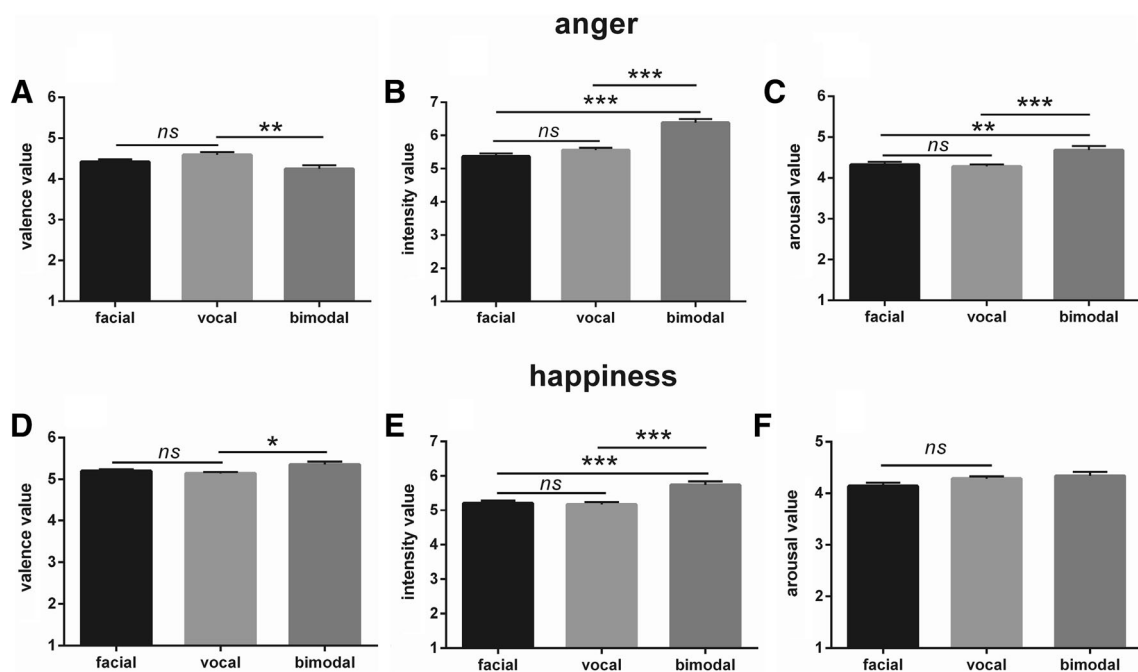 anger
A
valence value
6
5
4
3
2
1
ns
**
facial vocal bimodal
B
intensity value
7
6
5
4
3
2
1
***
***
ns
facial vocal bimodal
C
arousal value
6
5
4
3
2
1
***
**
ns
facial vocal bimodal
happiness
D
valence value
6
5
4
3
2
1
ns
*
facial vocal bimodal
E
intensity value
7
6
5
4
3
2
1
***
***
ns
facial vocal bimodal
F
arousal value
5
4
3
2
1
ns
facial vocal bimodal